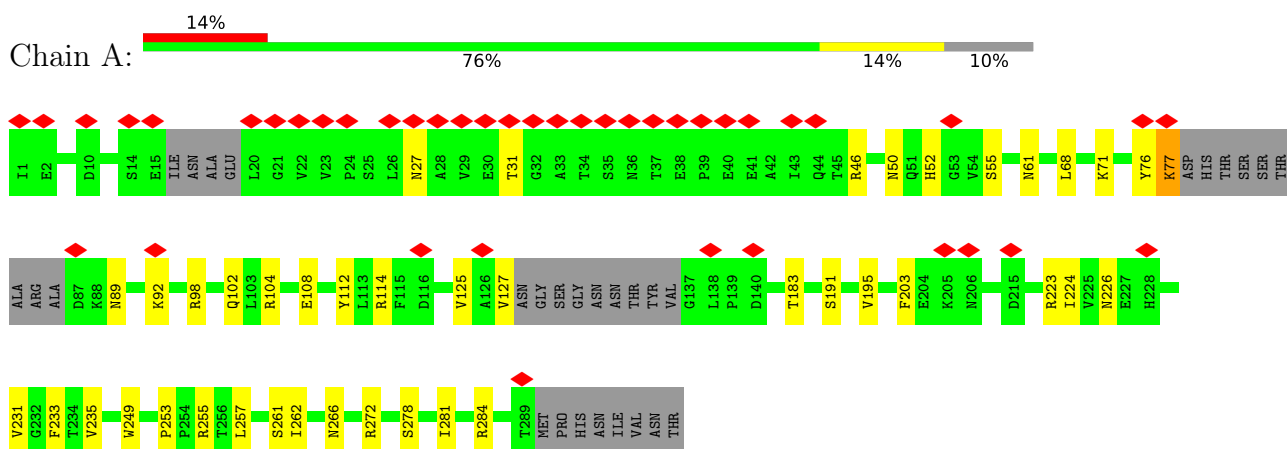 14%
Chain A:
76% 14% 10%
I1 E2 D10 S14 E15 ILE ASN ALA GLU L20 G21 V22 V23 P24 S25 L26 N27 A28 V29 E30 T31 G32 A33 T34 S35 N36 T37 E38 P39 E40 E41 A42 I43 Q44 T45 R46 N50 Q51 H52 G53 V54 S55 N61 L68 K71 Y76 K77 ASP HIS THR SER SER THR
ALA ARG ALA D87 K88 N89 K92 R98 Q102 L103 R104 E108 Y112 L113 R114 F115 D116 V125 A126 V127 ASN GLY SER GLY ASN ASN THR TYR VAL G137 L138 P139 D140 T183 S191 V195 F203 E204 K205 N206 D215 R223 I224 V225 N226 E227 H228
V231 G232 F233 T234 V235 W249 P253 P254 R255 T256 L257 S261 I262 N266 R272 S278 I281 R284 T289 MET PRO HIS ASN ILE VAL ASN THR